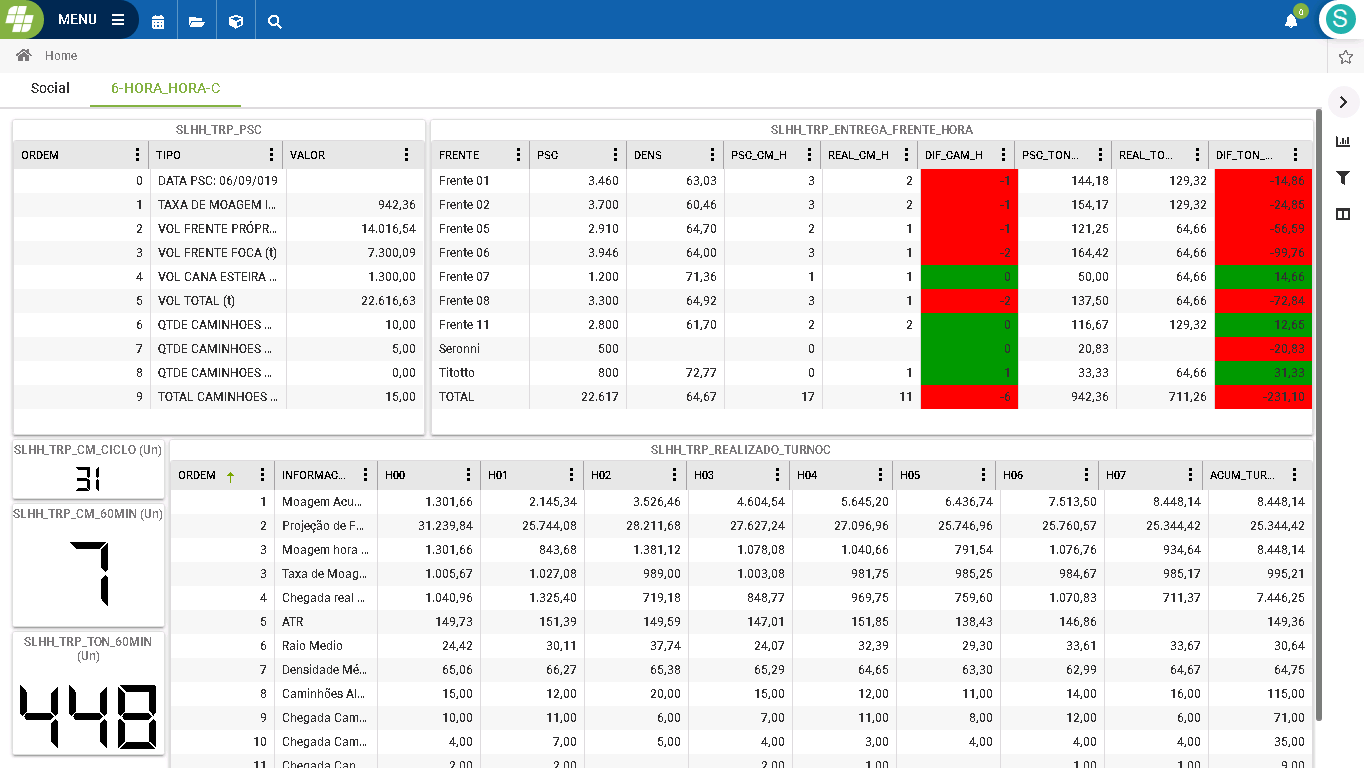 MENU
0
S
Home
Social 6-HORA_HORA-C
SLHH_TRP_PSC
ORDEM TIPO VALOR
0 DATA PSC: 06/09/019
1 TAXA DE MOAGEM I... 942,36
2 VOL FRENTE PRÓPR... 14.016,54
3 VOL FRENTE FOCA (t) 7.300,09
4 VOL CANA ESTEIRA ... 1.300,00
5 VOL TOTAL (t) 22.616,63
6 QTDE CAMINHOES ... 10,00
7 QTDE CAMINHOES ... 5,00
8 QTDE CAMINHOES ... 0,00
9 TOTAL CAMINHOES ... 15,00
SLHH_TRP_ENTREGA_FRENTE_HORA
FRENTE PSC DENS PSC_CM_H REAL_CM_H DIF_CAM_H PSC_TON... REAL_TO... DIF_TON_...
Frente 01 3.460 63,03 3 2 -1 144,18 129,32 -14,86
Frente 02 3.700 60,46 3 2 -1 154,17 129,32 -24,85
Frente 05 2.910 64,70 2 1 -1 121,25 64,66 -56,59
Frente 06 3.946 64,00 3 1 -2 164,42 64,66 -99,76
Frente 07 1.200 71,36 1 1 0 50,00 64,66 14,66
Frente 08 3.300 64,92 3 1 -2 137,50 64,66 -72,84
Frente 11 2.800 61,70 2 2 0 116,67 129,32 12,65
Seronni 500 0 0 20,83 -20,83
Titotto 800 72,77 0 1 1 33,33 64,66 31,33
TOTAL 22.617 64,67 17 11 -6 942,36 711,26 -231,10
SLHH_TRP_CM_CICLO (Un)
31
SLHH_TRP_CM_60MIN (Un)
7
SLHH_TRP_TON_60MIN
(Un)
448
SLHH_TRP_REALIZADO_TURNOC
ORDEM INFORMAC... H00 H01 H02 H03 H04 H05 H06 H07 ACUM_TUR...
1 Moagem Acu... 1.301,66 2.145,34 3.526,46 4.604,54 5.645,20 6.436,74 7.513,50 8.448,14 8.448,14
2 Projeção de F... 31.239,84 25.744,08 28.211,68 27.627,24 27.096,96 25.746,96 25.760,57 25.344,42 25.344,42
3 Moagem hora ... 1.301,66 843,68 1.381,12 1.078,08 1.040,66 791,54 1.076,76 934,64 8.448,14
3 Taxa de Moag... 1.005,67 1.027,08 989,00 1.003,08 981,75 985,25 984,67 985,17 995,21
4 Chegada real ... 1.040,96 1.325,40 719,18 848,77 969,75 759,60 1.070,83 711,37 7.446,25
5 ATR 149,73 151,39 149,59 147,01 151,85 138,43 146,86 149,36
6 Raio Medio 24,42 30,11 37,74 24,07 32,39 29,30 33,61 33,67 30,64
7 Densidade Mé... 65,06 66,27 65,38 65,29 64,65 63,30 62,99 64,67 64,75
8 Caminhões Al... 15,00 12,00 20,00 15,00 12,00 11,00 14,00 16,00 115,00
9 Chegada Cam... 10,00 11,00 6,00 7,00 11,00 8,00 12,00 6,00 71,00
10 Chegada Cam... 4,00 7,00 5,00 4,00 3,00 4,00 4,00 4,00 35,00
11 Chegada Can... 2,00 2,00 2,00 1,00 1,00 1,00 9,00